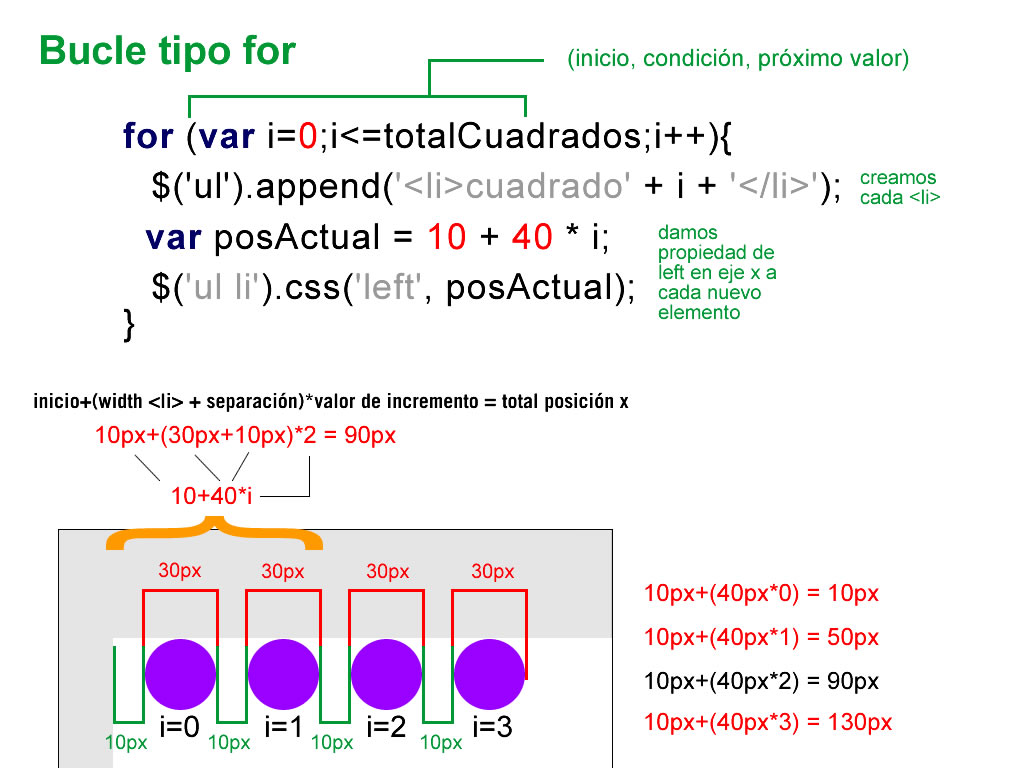 Bucle tipo for
(inicio, condición, próximo valor)
for (var i=0;i<=totalCuadrados;i++){
$('ul').append('<li>cuadrado' + i + '</li>');
creamos
cada <li>
var posActual = 10 + 40 * i;
$('ul li').css('left', posActual);
damos
propiedad de
left en eje x a
cada nuevo
elemento
}
inicio+(width <li> + separación)*valor de incremento = total posición x
10px+(30px+10px)*2 = 90px
10+40*i
30px 30px 30px 30px
i=0 i=1 i=2 i=3
10px 10px 10px 10px
10px+(40px*0) = 10px
10px+(40px*1) = 50px
10px+(40px*2) = 90px
10px+(40px*3) = 130px